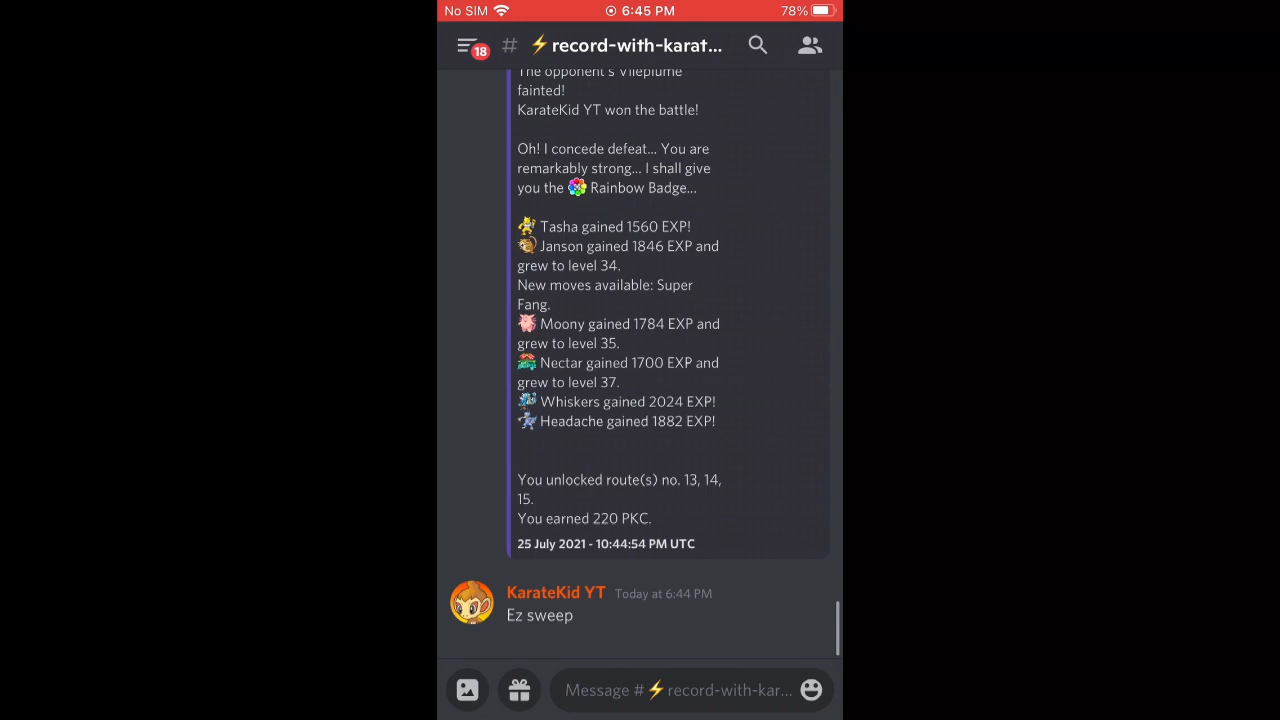 No SIM 6:45 PM 78%
18 # ⚡record-with-karat...
The opponent's Vileplume
fainted!
KarateKid YT won the battle!
Oh! I concede defeat... You are
remarkably strong... I shall give
you the Rainbow Badge...
Tasha gained 1560 EXP!
Janson gained 1846 EXP and
grew to level 34.
New moves available: Super
Fang.
Moony gained 1784 EXP and
grew to level 35.
Nectar gained 1700 EXP and
grew to level 37.
Whiskers gained 2024 EXP!
Headache gained 1882 EXP!
You unlocked route(s) no. 13, 14,
15.
You earned 220 PKC.
25 July 2021 - 10:44:54 PM UTC
KarateKid YT Today at 6:44 PM
Ez sweep
Message #⚡record-with-kar...